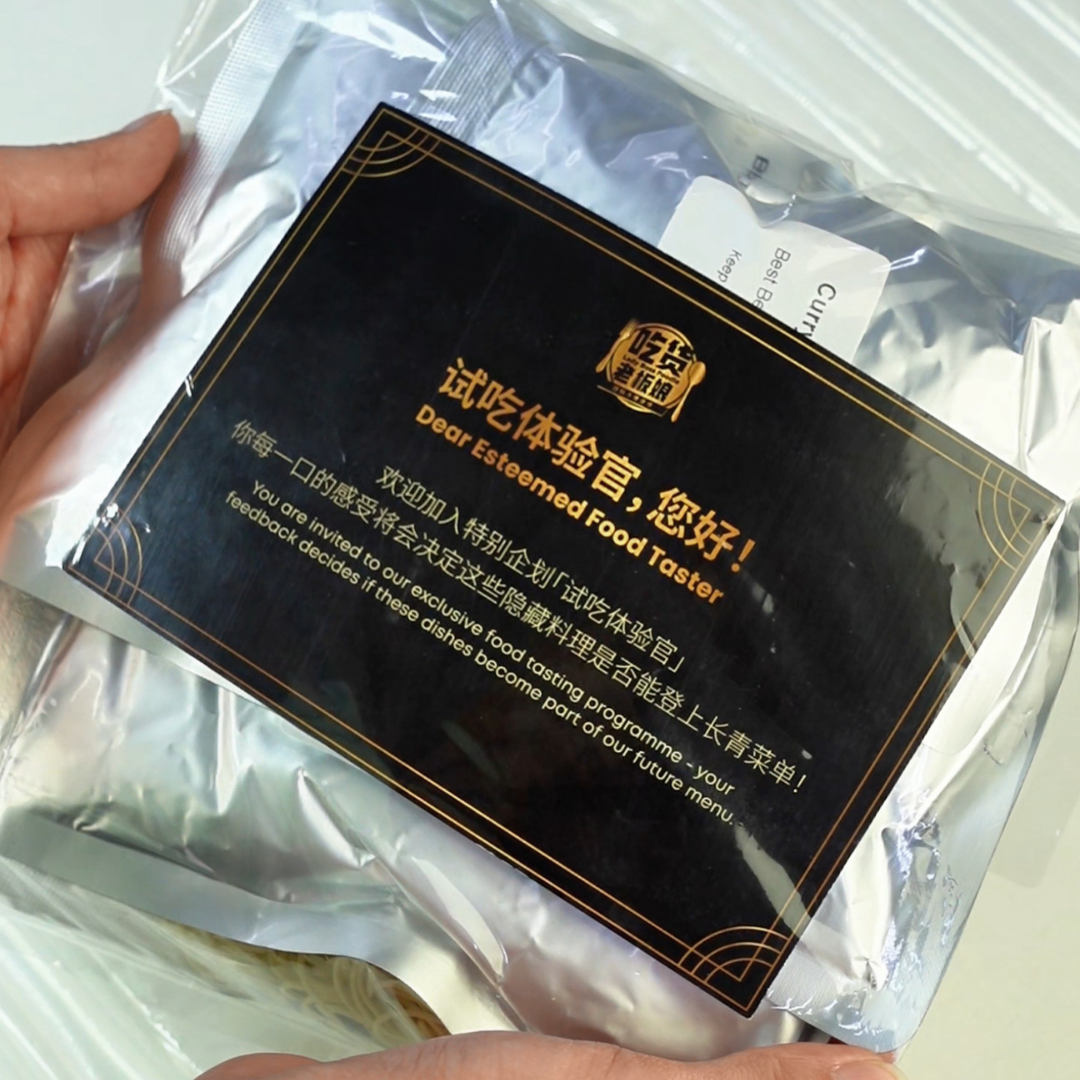 吃货
老板娘
试吃体验官，您好！
Dear Esteemed Food Taster
欢迎加入特别企划「试吃体验官」
你每一口的感受将会决定这些隐藏料理是否能登上长青菜单！
You are invited to our exclusive food tasting programme - your
feedback decides if these dishes become part of our future menu.
Curry
Best Be
Keep